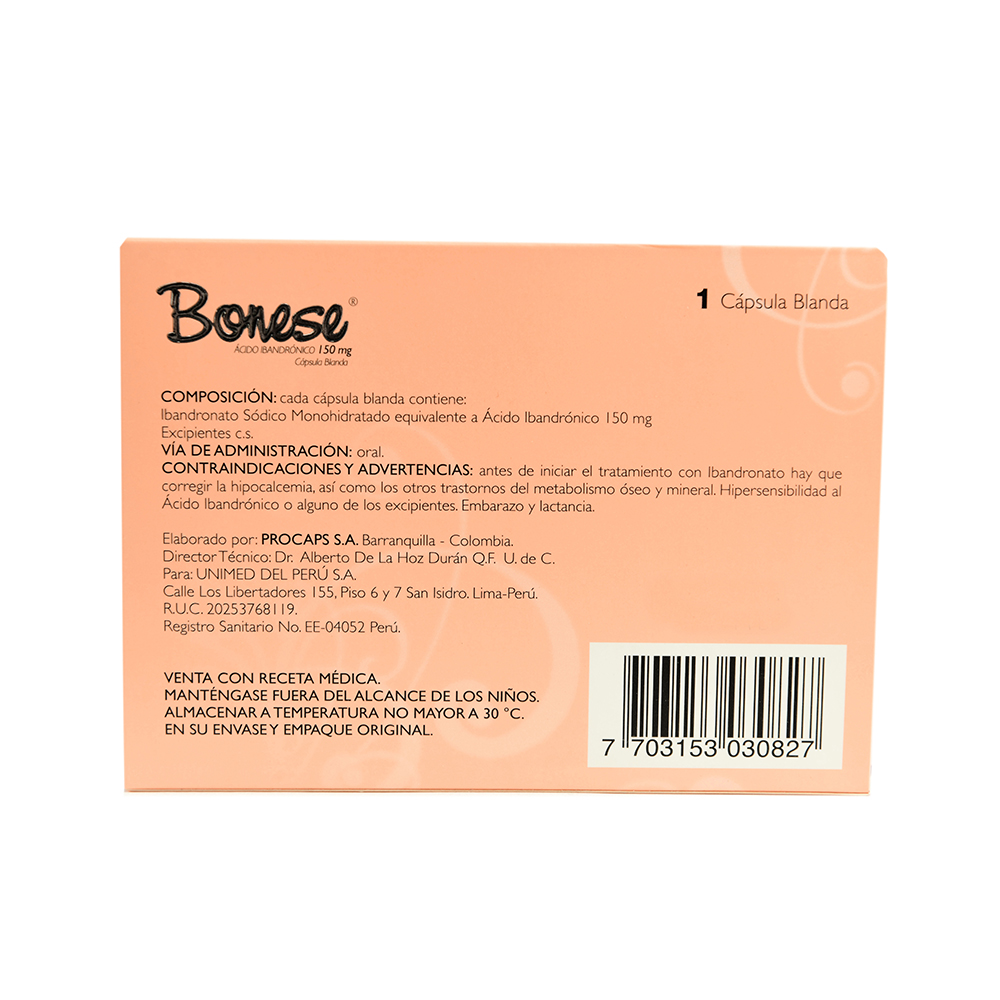 Bonese®
ÁCIDO IBANDRÓNICO 150 mg
Cápsula Blanda
1 Cápsula Blanda
COMPOSICIÓN: cada cápsula blanda contiene:
Ibandronato Sódico Monohidratado equivalente a Ácido Ibandrónico 150 mg
Excipientes c.s.
VÍA DE ADMINISTRACIÓN: oral.
CONTRAINDICACIONES Y ADVERTENCIAS: antes de iniciar el tratamiento con Ibandronato hay que
corregir la hipocalcemia, así como los otros trastornos del metabolismo óseo y mineral. Hipersensibilidad al
Ácido Ibandrónico o alguno de los excipientes. Embarazo y lactancia.
Elaborado por: PROCAPS S.A. Barranquilla - Colombia.
Director Técnico: Dr. Alberto De La Hoz Durán Q.F. U. de C.
Para: UNIMED DEL PERÚ S.A.
Calle Los Libertadores 155, Piso 6 y 7 San Isidro. Lima-Perú.
R.U.C. 20253768119.
Registro Sanitario No. EE-04052 Perú.
VENTA CON RECETA MÉDICA.
MANTÉNGASE FUERA DEL ALCANCE DE LOS NIÑOS.
ALMACENAR A TEMPERATURA NO MAYOR A 30 °C.
EN SU ENVASE Y EMPAQUE ORIGINAL.
7 703153 030827